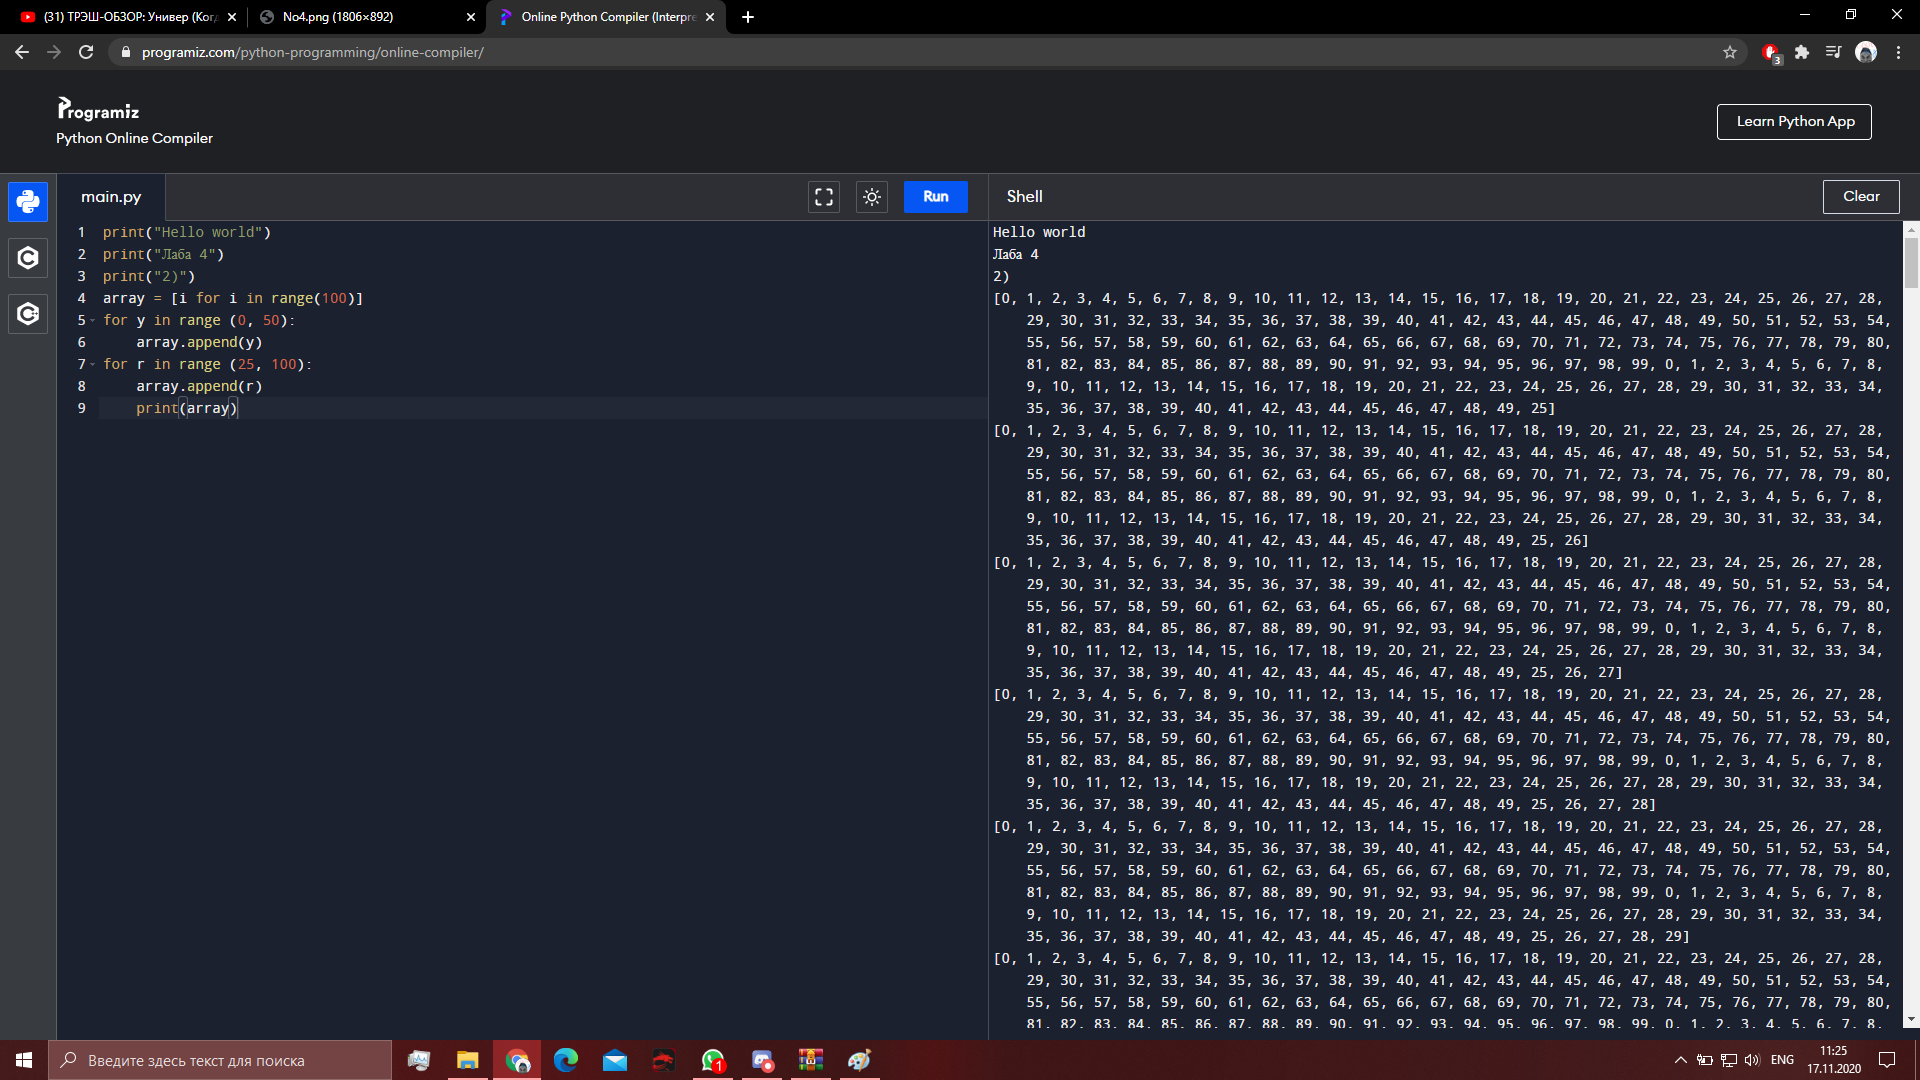 (31) ТРЭШ-ОБЗОР: Универ (Ког
No4.png (1806×892)
Online Python Compiler (Interpre
programiz.com/python-programming/online-compiler/
3
Programiz
Python Online Compiler
Learn Python App
main.py
Run
Shell
Clear
1 print("Hello world")
2 print("Лаба 4")
3 print("2)")
4 array = [i for i in range(100)]
5 for y in range (0, 50):
6 array.append(y)
7 for r in range (25, 100):
8 array.append(r)
9 print(array)
Hello world
Лаба 4
2)
[0, 1, 2, 3, 4, 5, 6, 7, 8, 9, 10, 11, 12, 13, 14, 15, 16, 17, 18, 19, 20, 21, 22, 23, 24, 25, 26, 27, 28,
29, 30, 31, 32, 33, 34, 35, 36, 37, 38, 39, 40, 41, 42, 43, 44, 45, 46, 47, 48, 49, 50, 51, 52, 53, 54,
55, 56, 57, 58, 59, 60, 61, 62, 63, 64, 65, 66, 67, 68, 69, 70, 71, 72, 73, 74, 75, 76, 77, 78, 79, 80,
81, 82, 83, 84, 85, 86, 87, 88, 89, 90, 91, 92, 93, 94, 95, 96, 97, 98, 99, 0, 1, 2, 3, 4, 5, 6, 7, 8,
9, 10, 11, 12, 13, 14, 15, 16, 17, 18, 19, 20, 21, 22, 23, 24, 25, 26, 27, 28, 29, 30, 31, 32, 33, 34,
35, 36, 37, 38, 39, 40, 41, 42, 43, 44, 45, 46, 47, 48, 49, 25]
[0, 1, 2, 3, 4, 5, 6, 7, 8, 9, 10, 11, 12, 13, 14, 15, 16, 17, 18, 19, 20, 21, 22, 23, 24, 25, 26, 27, 28,
29, 30, 31, 32, 33, 34, 35, 36, 37, 38, 39, 40, 41, 42, 43, 44, 45, 46, 47, 48, 49, 50, 51, 52, 53, 54,
55, 56, 57, 58, 59, 60, 61, 62, 63, 64, 65, 66, 67, 68, 69, 70, 71, 72, 73, 74, 75, 76, 77, 78, 79, 80,
81, 82, 83, 84, 85, 86, 87, 88, 89, 90, 91, 92, 93, 94, 95, 96, 97, 98, 99, 0, 1, 2, 3, 4, 5, 6, 7, 8,
9, 10, 11, 12, 13, 14, 15, 16, 17, 18, 19, 20, 21, 22, 23, 24, 25, 26, 27, 28, 29, 30, 31, 32, 33, 34,
35, 36, 37, 38, 39, 40, 41, 42, 43, 44, 45, 46, 47, 48, 49, 25, 26]
[0, 1, 2, 3, 4, 5, 6, 7, 8, 9, 10, 11, 12, 13, 14, 15, 16, 17, 18, 19, 20, 21, 22, 23, 24, 25, 26, 27, 28,
29, 30, 31, 32, 33, 34, 35, 36, 37, 38, 39, 40, 41, 42, 43, 44, 45, 46, 47, 48, 49, 50, 51, 52, 53, 54,
55, 56, 57, 58, 59, 60, 61, 62, 63, 64, 65, 66, 67, 68, 69, 70, 71, 72, 73, 74, 75, 76, 77, 78, 79, 80,
81, 82, 83, 84, 85, 86, 87, 88, 89, 90, 91, 92, 93, 94, 95, 96, 97, 98, 99, 0, 1, 2, 3, 4, 5, 6, 7, 8,
9, 10, 11, 12, 13, 14, 15, 16, 17, 18, 19, 20, 21, 22, 23, 24, 25, 26, 27, 28, 29, 30, 31, 32, 33, 34,
35, 36, 37, 38, 39, 40, 41, 42, 43, 44, 45, 46, 47, 48, 49, 25, 26, 27]
[0, 1, 2, 3, 4, 5, 6, 7, 8, 9, 10, 11, 12, 13, 14, 15, 16, 17, 18, 19, 20, 21, 22, 23, 24, 25, 26, 27, 28,
29, 30, 31, 32, 33, 34, 35, 36, 37, 38, 39, 40, 41, 42, 43, 44, 45, 46, 47, 48, 49, 50, 51, 52, 53, 54,
55, 56, 57, 58, 59, 60, 61, 62, 63, 64, 65, 66, 67, 68, 69, 70, 71, 72, 73, 74, 75, 76, 77, 78, 79, 80,
81, 82, 83, 84, 85, 86, 87, 88, 89, 90, 91, 92, 93, 94, 95, 96, 97, 98, 99, 0, 1, 2, 3, 4, 5, 6, 7, 8,
9, 10, 11, 12, 13, 14, 15, 16, 17, 18, 19, 20, 21, 22, 23, 24, 25, 26, 27, 28, 29, 30, 31, 32, 33, 34,
35, 36, 37, 38, 39, 40, 41, 42, 43, 44, 45, 46, 47, 48, 49, 25, 26, 27, 28]
[0, 1, 2, 3, 4, 5, 6, 7, 8, 9, 10, 11, 12, 13, 14, 15, 16, 17, 18, 19, 20, 21, 22, 23, 24, 25, 26, 27, 28,
29, 30, 31, 32, 33, 34, 35, 36, 37, 38, 39, 40, 41, 42, 43, 44, 45, 46, 47, 48, 49, 50, 51, 52, 53, 54,
55, 56, 57, 58, 59, 60, 61, 62, 63, 64, 65, 66, 67, 68, 69, 70, 71, 72, 73, 74, 75, 76, 77, 78, 79, 80,
81, 82, 83, 84, 85, 86, 87, 88, 89, 90, 91, 92, 93, 94, 95, 96, 97, 98, 99, 0, 1, 2, 3, 4, 5, 6, 7, 8,
9, 10, 11, 12, 13, 14, 15, 16, 17, 18, 19, 20, 21, 22, 23, 24, 25, 26, 27, 28, 29, 30, 31, 32, 33, 34,
35, 36, 37, 38, 39, 40, 41, 42, 43, 44, 45, 46, 47, 48, 49, 25, 26, 27, 28, 29]
[0, 1, 2, 3, 4, 5, 6, 7, 8, 9, 10, 11, 12, 13, 14, 15, 16, 17, 18, 19, 20, 21, 22, 23, 24, 25, 26, 27, 28,
29, 30, 31, 32, 33, 34, 35, 36, 37, 38, 39, 40, 41, 42, 43, 44, 45, 46, 47, 48, 49, 50, 51, 52, 53, 54,
55, 56, 57, 58, 59, 60, 61, 62, 63, 64, 65, 66, 67, 68, 69, 70, 71, 72, 73, 74, 75, 76, 77, 78, 79, 80,
81, 82, 83, 84, 85, 86, 87, 88, 89, 90, 91, 92, 93, 94, 95, 96, 97, 98, 99, 0, 1, 2, 3, 4, 5, 6, 7, 8,
Введите здесь текст для поиска
1
ENG
11:25
17.11.2020